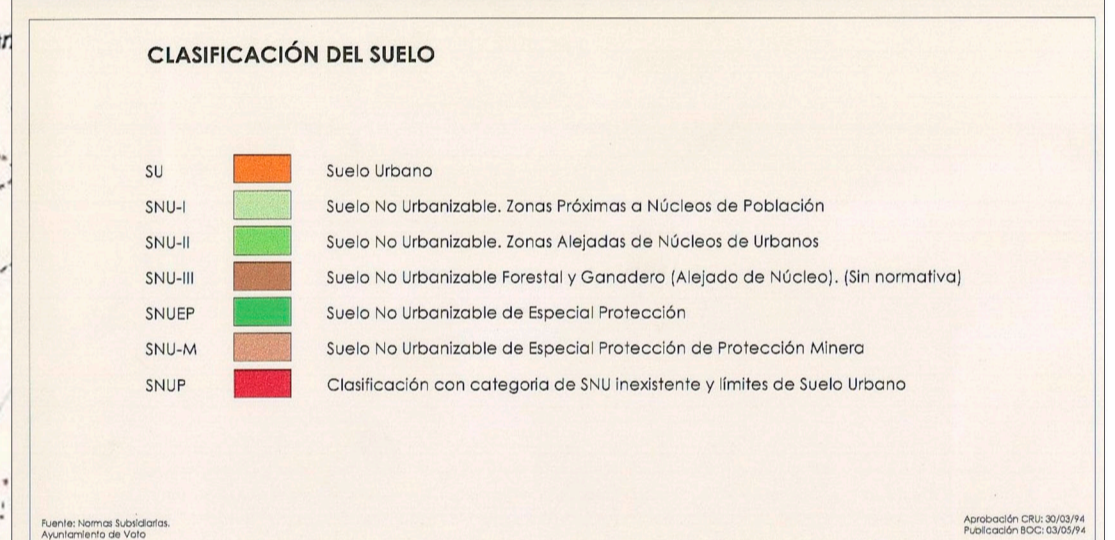 CLASIFICACIÓN DEL SUELO
SU Suelo Urbano
SNU-I Suelo No Urbanizable. Zonas Próximas a Núcleos de Población
SNU-II Suelo No Urbanizable. Zonas Alejadas de Núcleos de Urbanos
SNU-III Suelo No Urbanizable Forestal y Ganadero (Alejado de Núcleo). (Sin normativa)
SNUEP Suelo No Urbanizable de Especial Protección
SNU-M Suelo No Urbanizable de Especial Protección de Protección Minera
SNUP Clasificación con categoria de SNU inexistente y límites de Suelo Urbano
Fuente: Normas Subsidiarias.
Ayuntamiento de Voto
Aprobación CRU: 30/03/94
Publicación BOC: 03/05/94